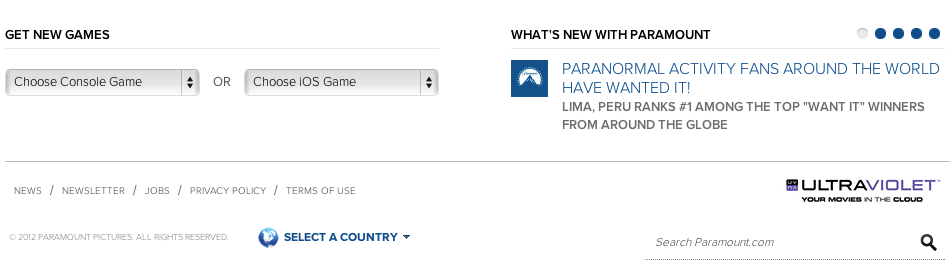 GET NEW GAMES
Choose Console Game OR Choose iOS Game
WHAT'S NEW WITH PARAMOUNT
PARANORMAL ACTIVITY FANS AROUND THE WORLD
HAVE WANTED IT!
LIMA, PERU RANKS #1 AMONG THE TOP "WANT IT" WINNERS
FROM AROUND THE GLOBE
NEWS / NEWSLETTER / JOBS / PRIVACY POLICY / TERMS OF USE
ULTRAVIOLET™
YOUR MOVIES IN THE CLOUD
© 2012 PARAMOUNT PICTURES. ALL RIGHTS RESERVED.
SELECT A COUNTRY
Search Paramount.com